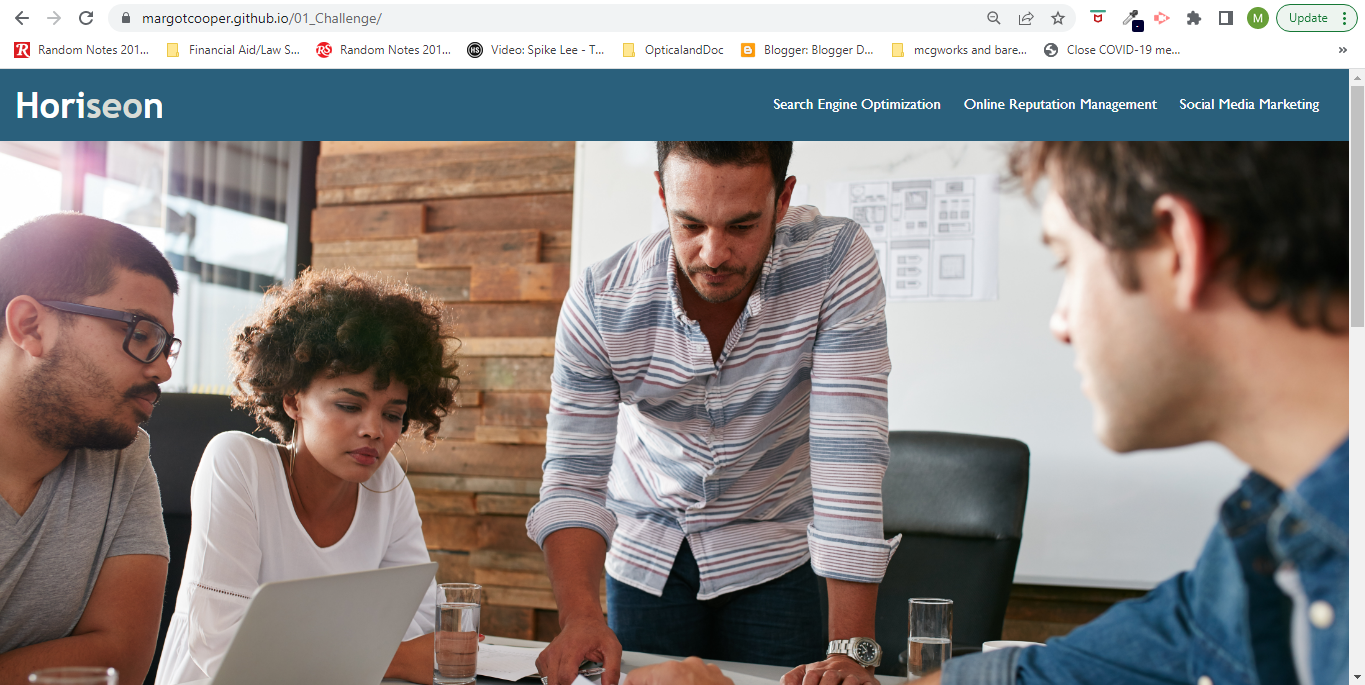 margotcooper.github.io/01_Challenge/
M
Update
Random Notes 201...
Financial Aid/Law S...
Random Notes 201...
Video: Spike Lee - T...
OpticalandDoc
Blogger: Blogger D...
mcgworks and bare...
Close COVID-19 me...
»
Horiseon
Search Engine Optimization
Online Reputation Management
Social Media Marketing